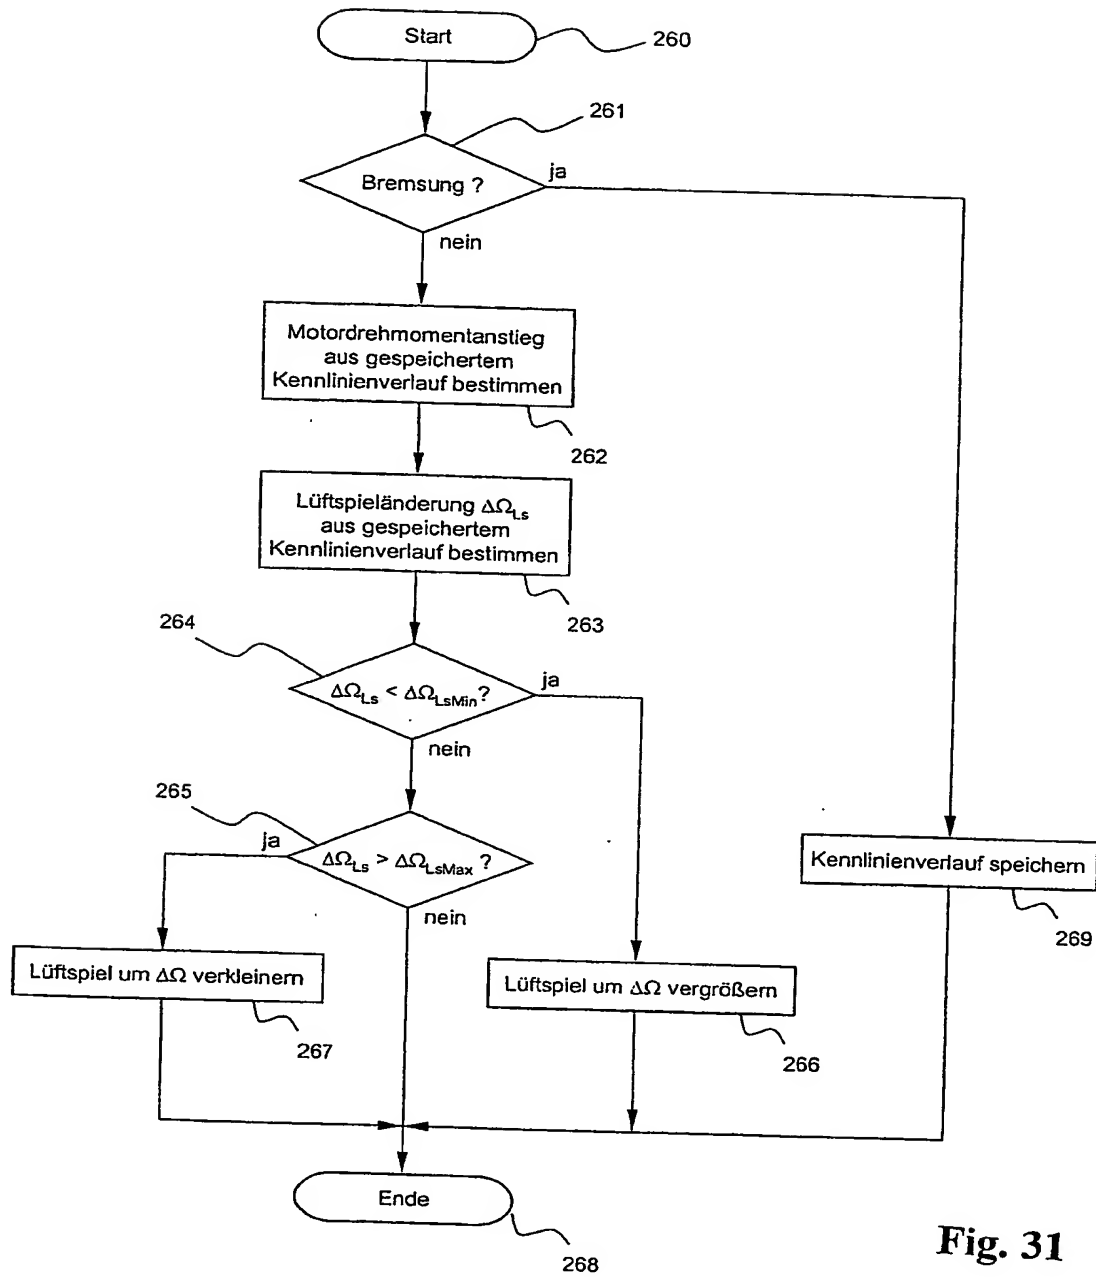 Start
260
261
Bremsung ?
ja
nein
Motordrehmomentanstieg
aus gespeichertem
Kennlinienverlauf bestimmen
262
Lüftspieländerung ΔΩLs
aus gespeichertem
Kennlinienverlauf bestimmen
263
264
ΔΩLs < ΔΩLsMin?
ja
nein
265
ja
ΔΩLs > ΔΩLsMax ?
nein
Kennlinienverlauf speichern
269
Lüftspiel um ΔΩ verkleinern
267
Lüftspiel um ΔΩ vergrößern
266
Ende
268
Fig. 31